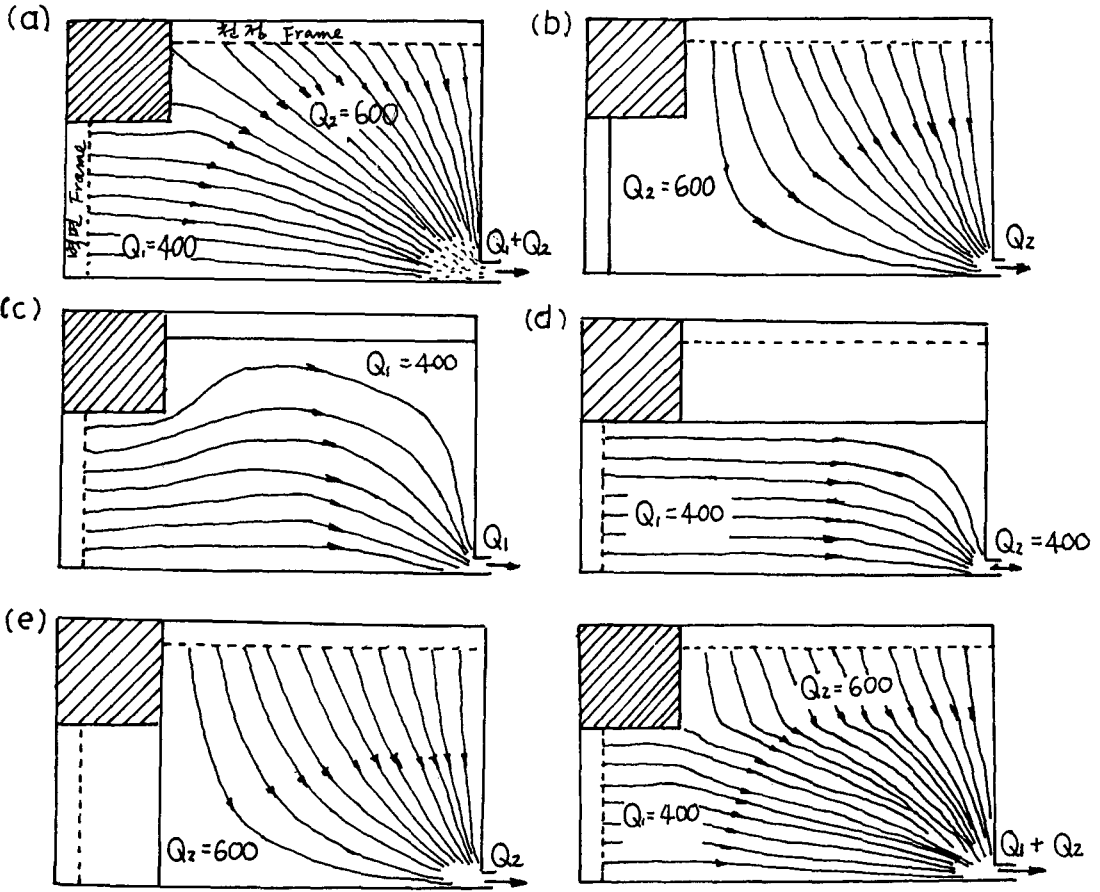 (a)
천정 Frame
Q₂=600
벽면 Frame
Q₁=400
Q₁+Q₂
(b)
Q₂=600
Q₂
(c)
Q₁=400
Q₁
(d)
Q₁=400
Q₂=400
(e)
Q₂=600
Q₂
Q₂=600
Q₁=400
Q₁+Q₂